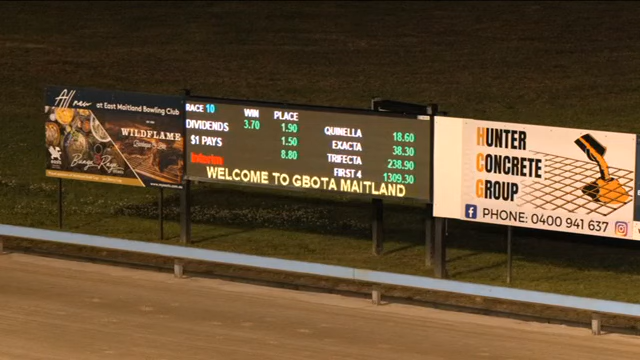 All new at East Maitland Bowling Club
WILDFLAME
RACE 10 WIN PLACE
DIVIDENDS 3.70 1.90
$1 PAYS 1.50
Interim 8.80
QUINELLA 18.60
EXACTA 38.30
TRIFECTA 238.90
FIRST 4 1309.30
WELCOME TO GBOTA MAITLAND
HUNTER
CONCRETE
GROUP
H
C
G
PHONE: 0400 941 637